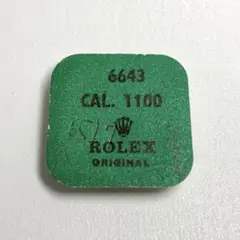 6643
CAL. 1100
ROLEX
ORIGINAL